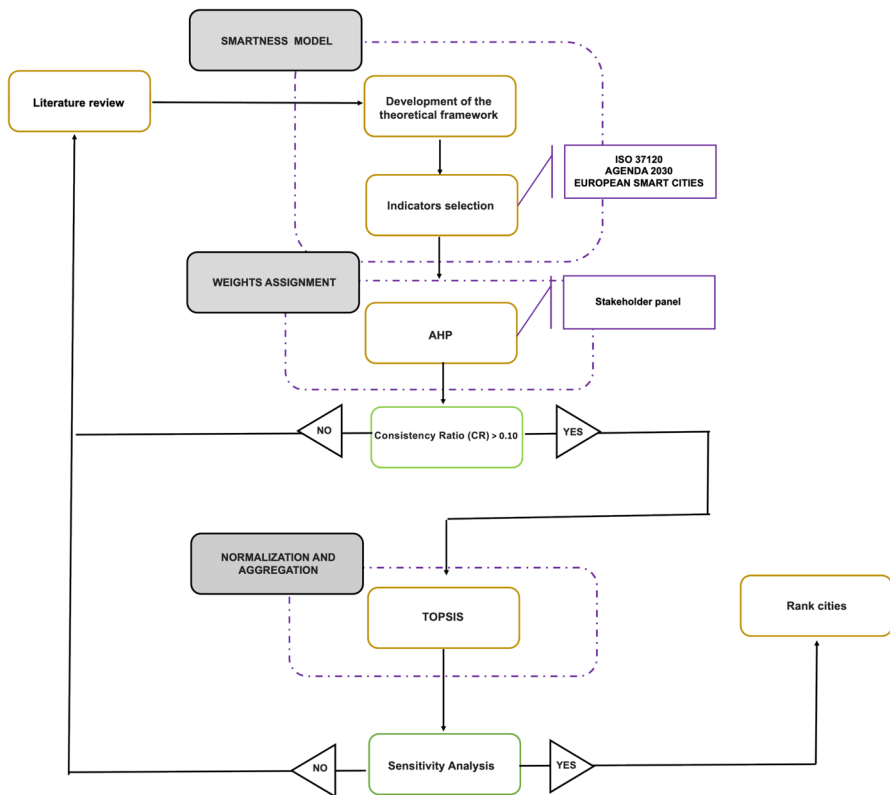 SMARTNESS MODEL
Literature review
Development of the
theoretical framework
ISO 37120
AGENDA 2030
EUROPEAN SMART CITIES
Indicators selection
WEIGHTS ASSIGNMENT
Stakeholder panel
AHP
NO
Consistency Ratio (CR) > 0.10
YES
NORMALIZATION AND
AGGREGATION
TOPSIS
Rank cities
NO
Sensitivity Analysis
YES